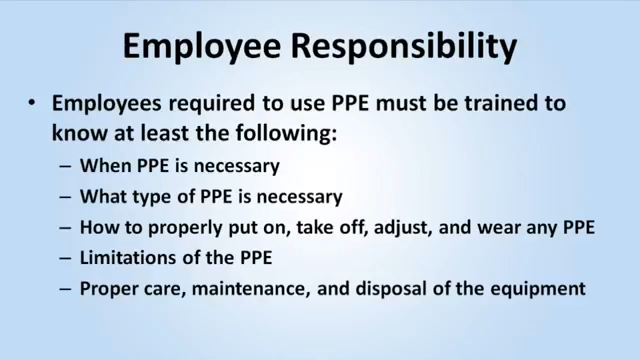 Employee Responsibility
• Employees required to use PPE must be trained to
know at least the following:
– When PPE is necessary
– What type of PPE is necessary
– How to properly put on, take off, adjust, and wear any PPE
– Limitations of the PPE
– Proper care, maintenance, and disposal of the equipment